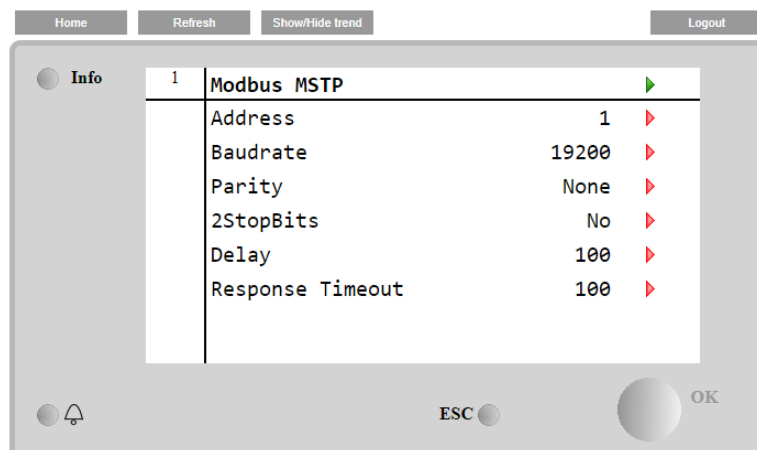 Home Refresh Show/Hide trend Logout
Info
1 Modbus MSTP
Address 1
Baudrate 19200
Parity None
2StopBits No
Delay 100
Response Timeout 100
ESC OK